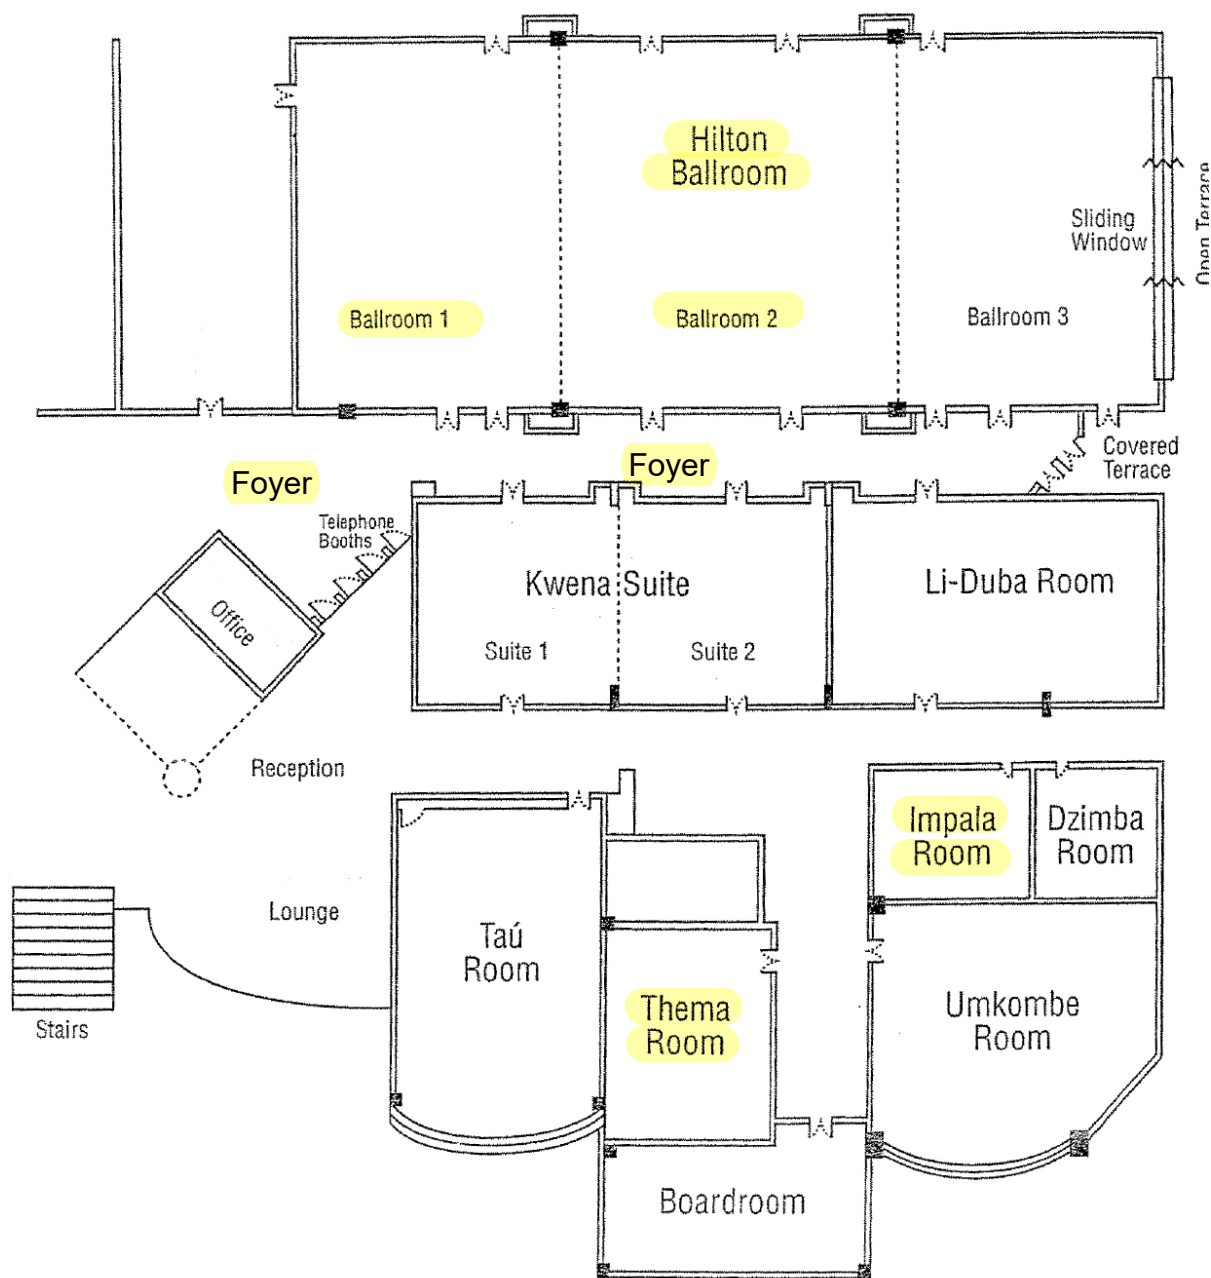 Hilton
Ballroom
Sliding
Window
Open Terrace
Ballroom 1
Ballroom 2
Ballroom 3
Foyer
Foyer
Covered
Terrace
Telephone
Booths
Office
Kwena Suite
Suite 1
Suite 2
Li-Duba Room
Reception
Impala
Room
Dzimba
Room
Lounge
Taú
Room
Thema
Room
Umkombe
Room
Stairs
Boardroom